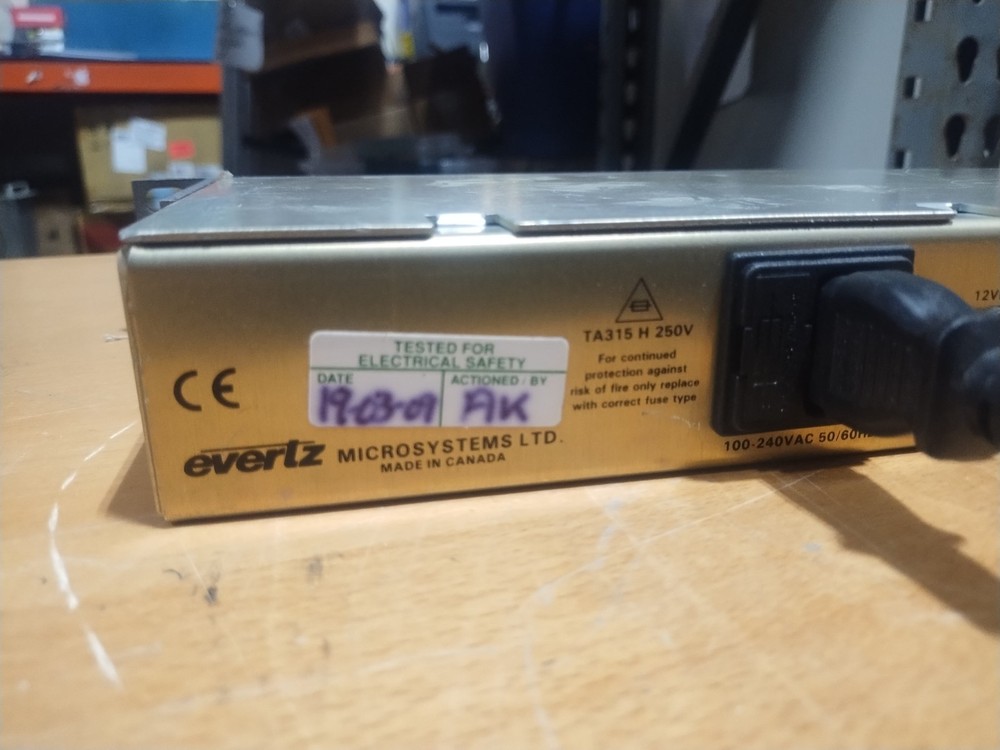 TESTED FOR
ELECTRICAL SAFETY
DATE
ACTIONED : BY
19-03-09
AK
CE
evertz MICROSYSTEMS LTD.
MADE IN CANADA
TA315 H 250V
For continued
protection against
risk of fire only replace
with correct fuse type
100-240VAC 50/60H
12V